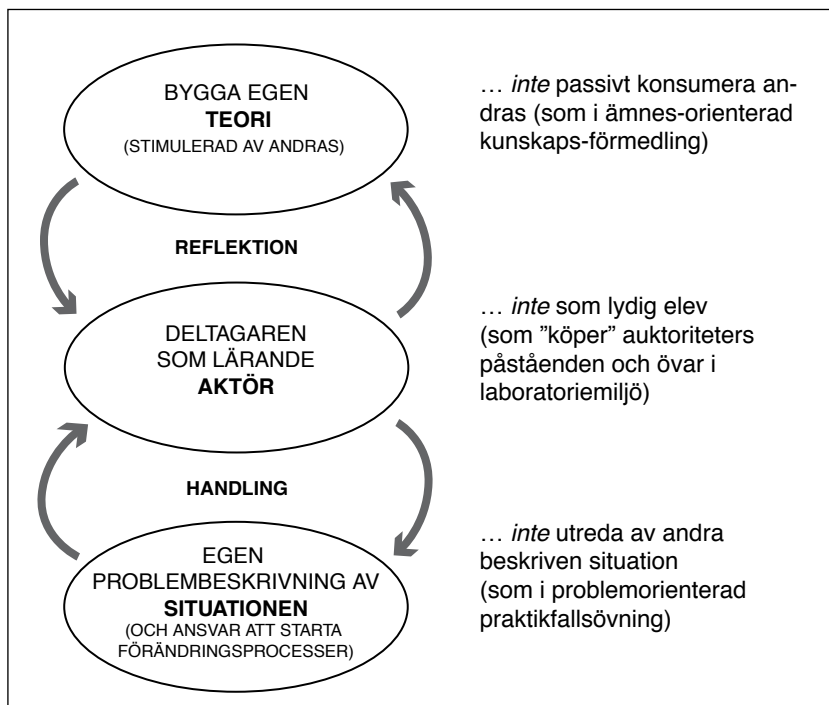 BYGGA EGEN
TEORI
(STIMULERAD AV ANDRAS)
… inte passivt konsumera an-
dras (som i ämnes-orienterad
kunskaps-förmedling)
REFLEKTION
DELTAGAREN
SOM LÄRANDE
AKTÖR
… inte som lydig elev
(som ”köper” auktoriteters
påståenden och övar i
laboratoriemiljö)
HANDLING
EGEN
PROBLEMBESKRIVNING AV
SITUATIONEN
(OCH ANSVAR ATT STARTA
FÖRÄNDRINGSPROCESSER)
… inte utreda av andra
beskriven situation
(som i problemorienterad
praktikfallsövning)